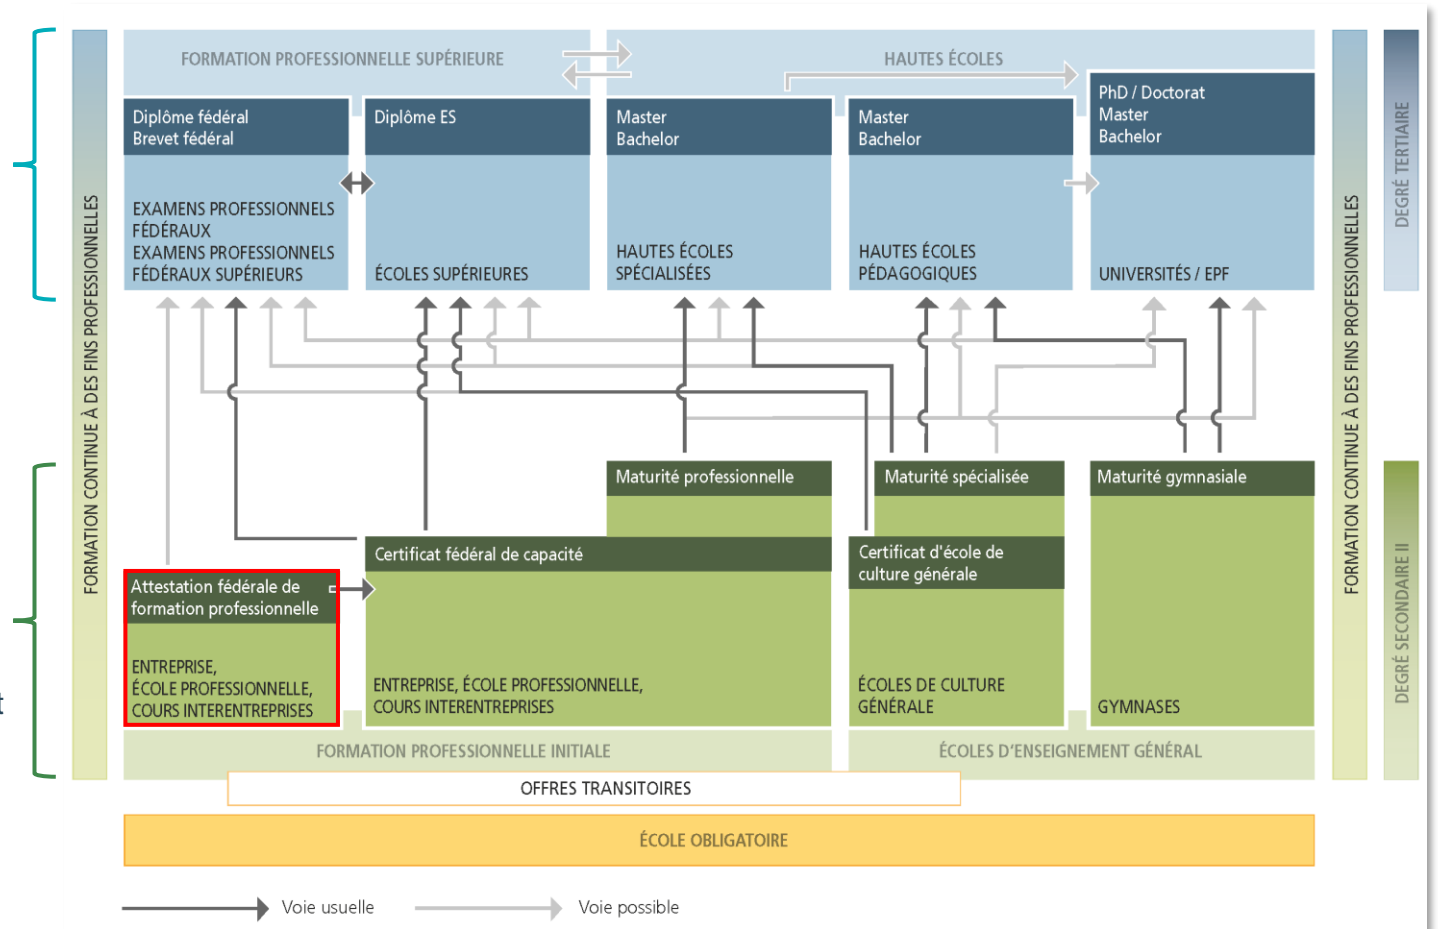 FORMATION PROFESSIONNELLE SUPÉRIEURE
HAUTES ÉCOLES
Diplôme fédéral
Brevet fédéral
EXAMENS PROFESSIONNELS
FÉDÉRAUX
EXAMENS PROFESSIONNELS
FÉDÉRAUX SUPÉRIEURS
Diplôme ES
ÉCOLES SUPÉRIEURES
Master
Bachelor
HAUTES ÉCOLES
SPÉCIALISÉES
Master
Bachelor
HAUTES ÉCOLES
PÉDAGOGIQUES
PhD / Doctorat
Master
Bachelor
UNIVERSITÉS / EPF
FORMATION CONTINUE À DES FINS PROFESSIONNELLES
FORMATION CONTINUE À DES FINS PROFESSIONNELLES
DEGRÉ TERTIAIRE
Maturité professionnelle
Maturité spécialisée
Maturité gymnasiale
Certificat fédéral de capacité
Certificat d'école de
culture générale
Attestation fédérale de
formation professionnelle
ENTREPRISE,
ÉCOLE PROFESSIONNELLE,
COURS INTERENTREPRISES
ENTREPRISE, ÉCOLE PROFESSIONNELLE,
COURS INTERENTREPRISES
ÉCOLES DE CULTURE
GÉNÉRALE
GYMNASES
DEGRÉ SECONDAIRE II
t
FORMATION PROFESSIONNELLE INITIALE
ÉCOLES D'ENSEIGNEMENT GÉNÉRAL
OFFRES TRANSITOIRES
ÉCOLE OBLIGATOIRE
Voie usuelle
Voie possible